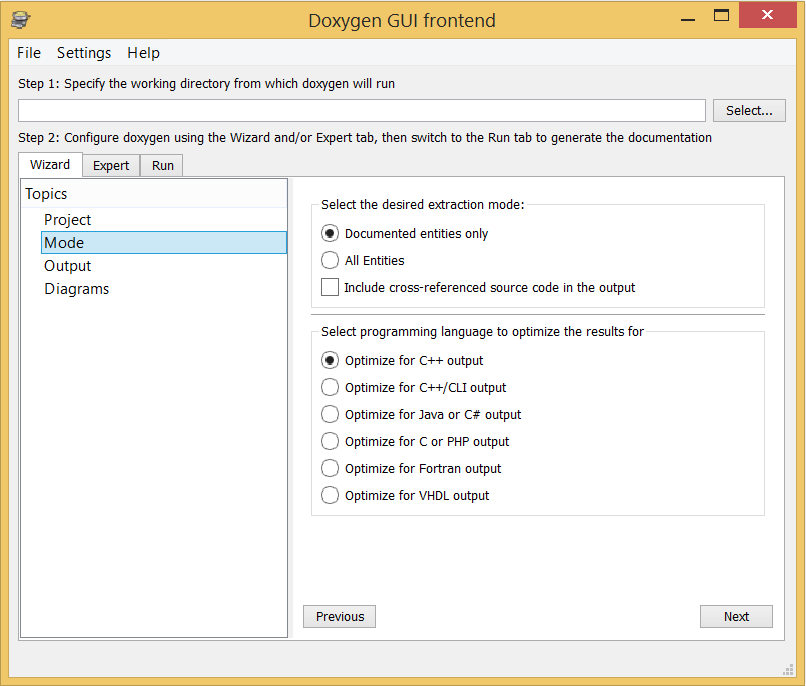 Doxygen GUI frontend
File Settings Help
Step 1: Specify the working directory from which doxygen will run
Select...
Step 2: Configure doxygen using the Wizard and/or Expert tab, then switch to the Run tab to generate the documentation
Wizard Expert Run
Topics
Project
Mode
Output
Diagrams
Select the desired extraction mode:
Documented entities only
All Entities
Include cross-referenced source code in the output
Select programming language to optimize the results for
Optimize for C++ output
Optimize for C++/CLI output
Optimize for Java or C# output
Optimize for C or PHP output
Optimize for Fortran output
Optimize for VHDL output
Previous Next